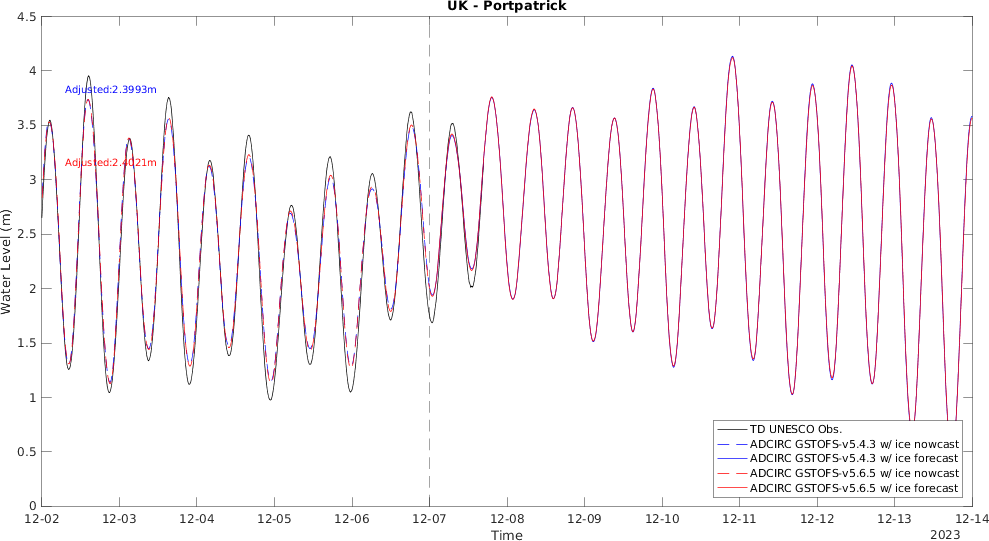 UK - Portpatrick
4.5
4
3.5
3
2.5
2
1.5
1
0.5
0
Water Level (m)
Adjusted:2.3993m
Adjusted:2.4021m
TD UNESCO Obs.
ADCIRC GSTOFS-v5.4.3 w/ ice nowcast
ADCIRC GSTOFS-v5.4.3 w/ ice forecast
ADCIRC GSTOFS-v5.6.5 w/ ice nowcast
ADCIRC GSTOFS-v5.6.5 w/ ice forecast
12-02 12-03 12-04 12-05 12-06 12-07 12-08 12-09 12-10 12-11 12-12 12-13 12-14
Time
2023